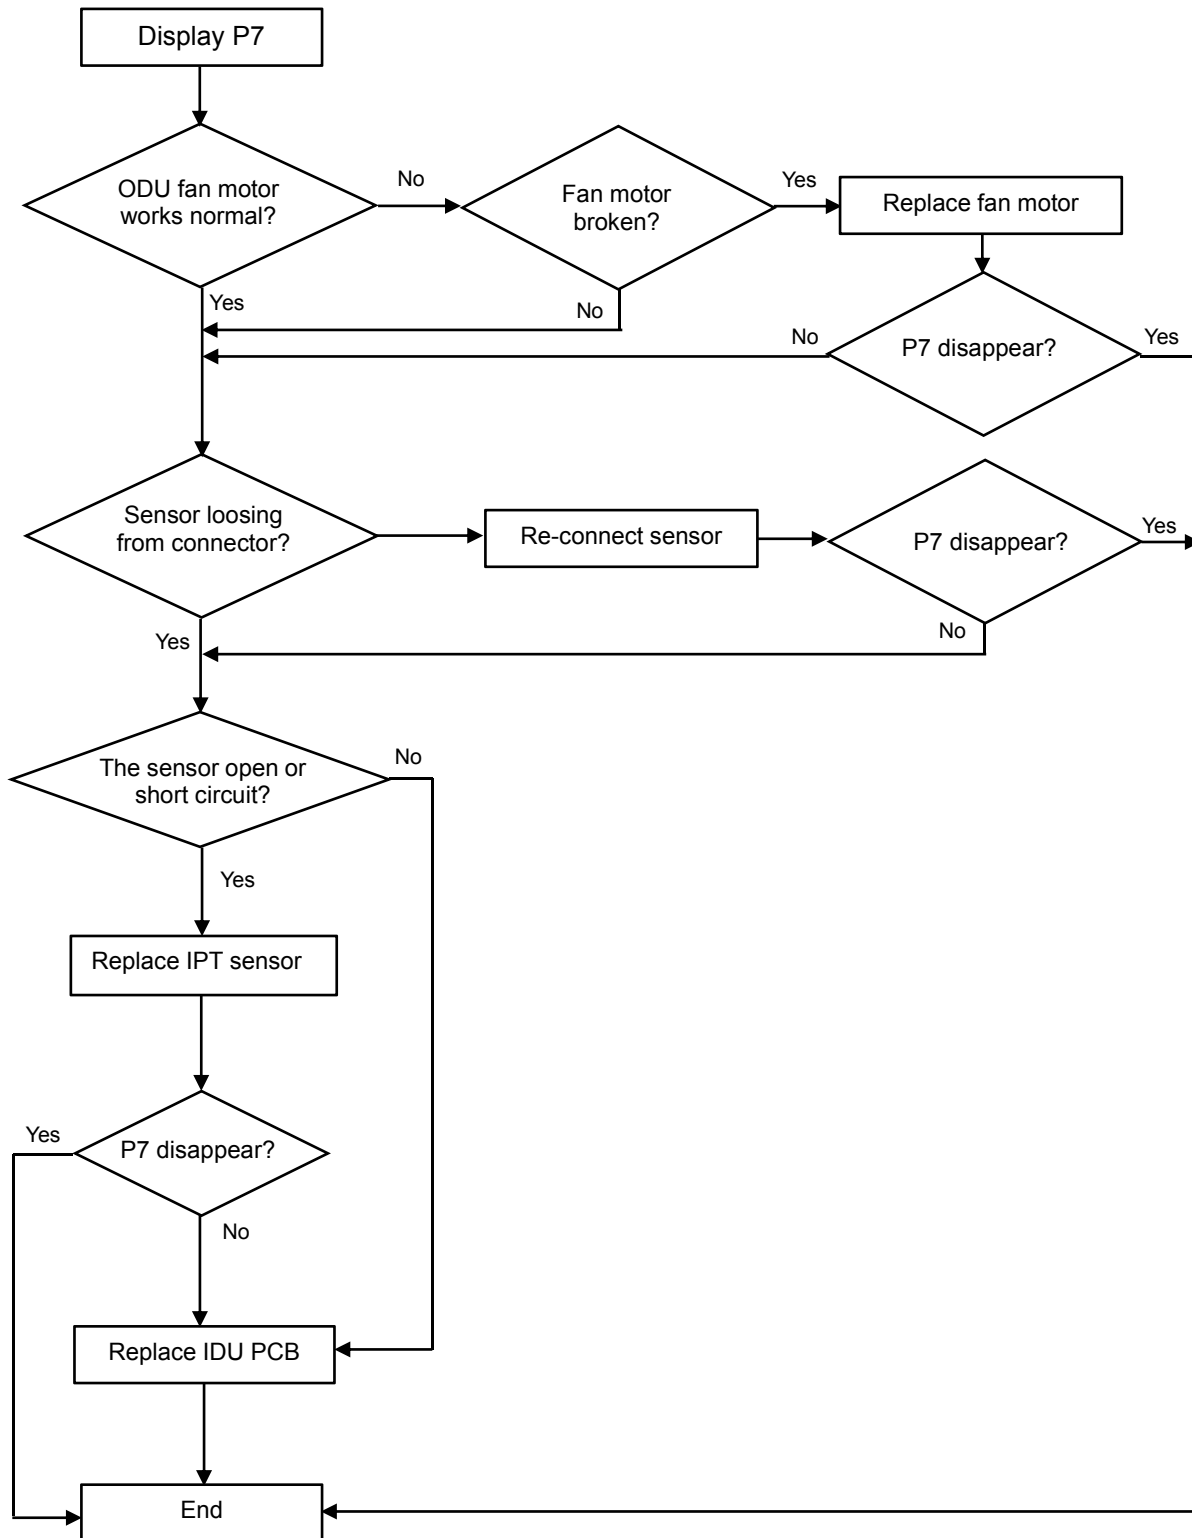 Display P7
ODU fan motor
works normal?
No
Fan motor
broken?
Yes
Replace fan motor
Yes
No
No
P7 disappear?
Yes
Sensor loosing
from connector?
Re-connect sensor
P7 disappear?
Yes
Yes
No
The sensor open or
short circuit?
No
Yes
Replace IPT sensor
Yes
P7 disappear?
No
Replace IDU PCB
End